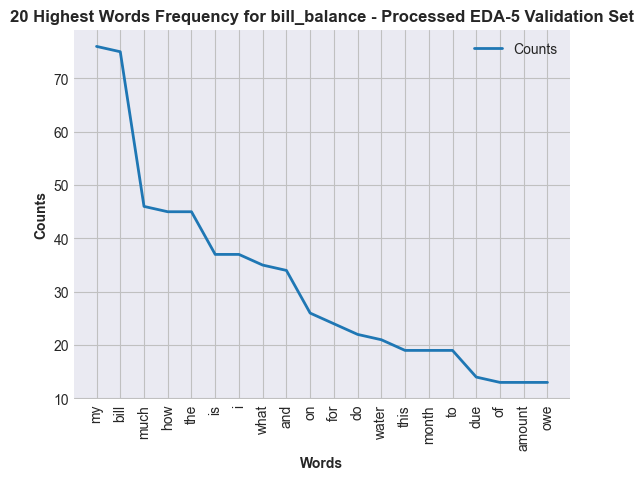 20 Highest Words Frequency for bill_balance - Processed EDA-5 Validation Set
Counts
Counts
70
60
50
40
30
20
10
my
bill
much
how
the
is
i
what
and
on
for
do
water
this
month
to
due
of
amount
owe
Words